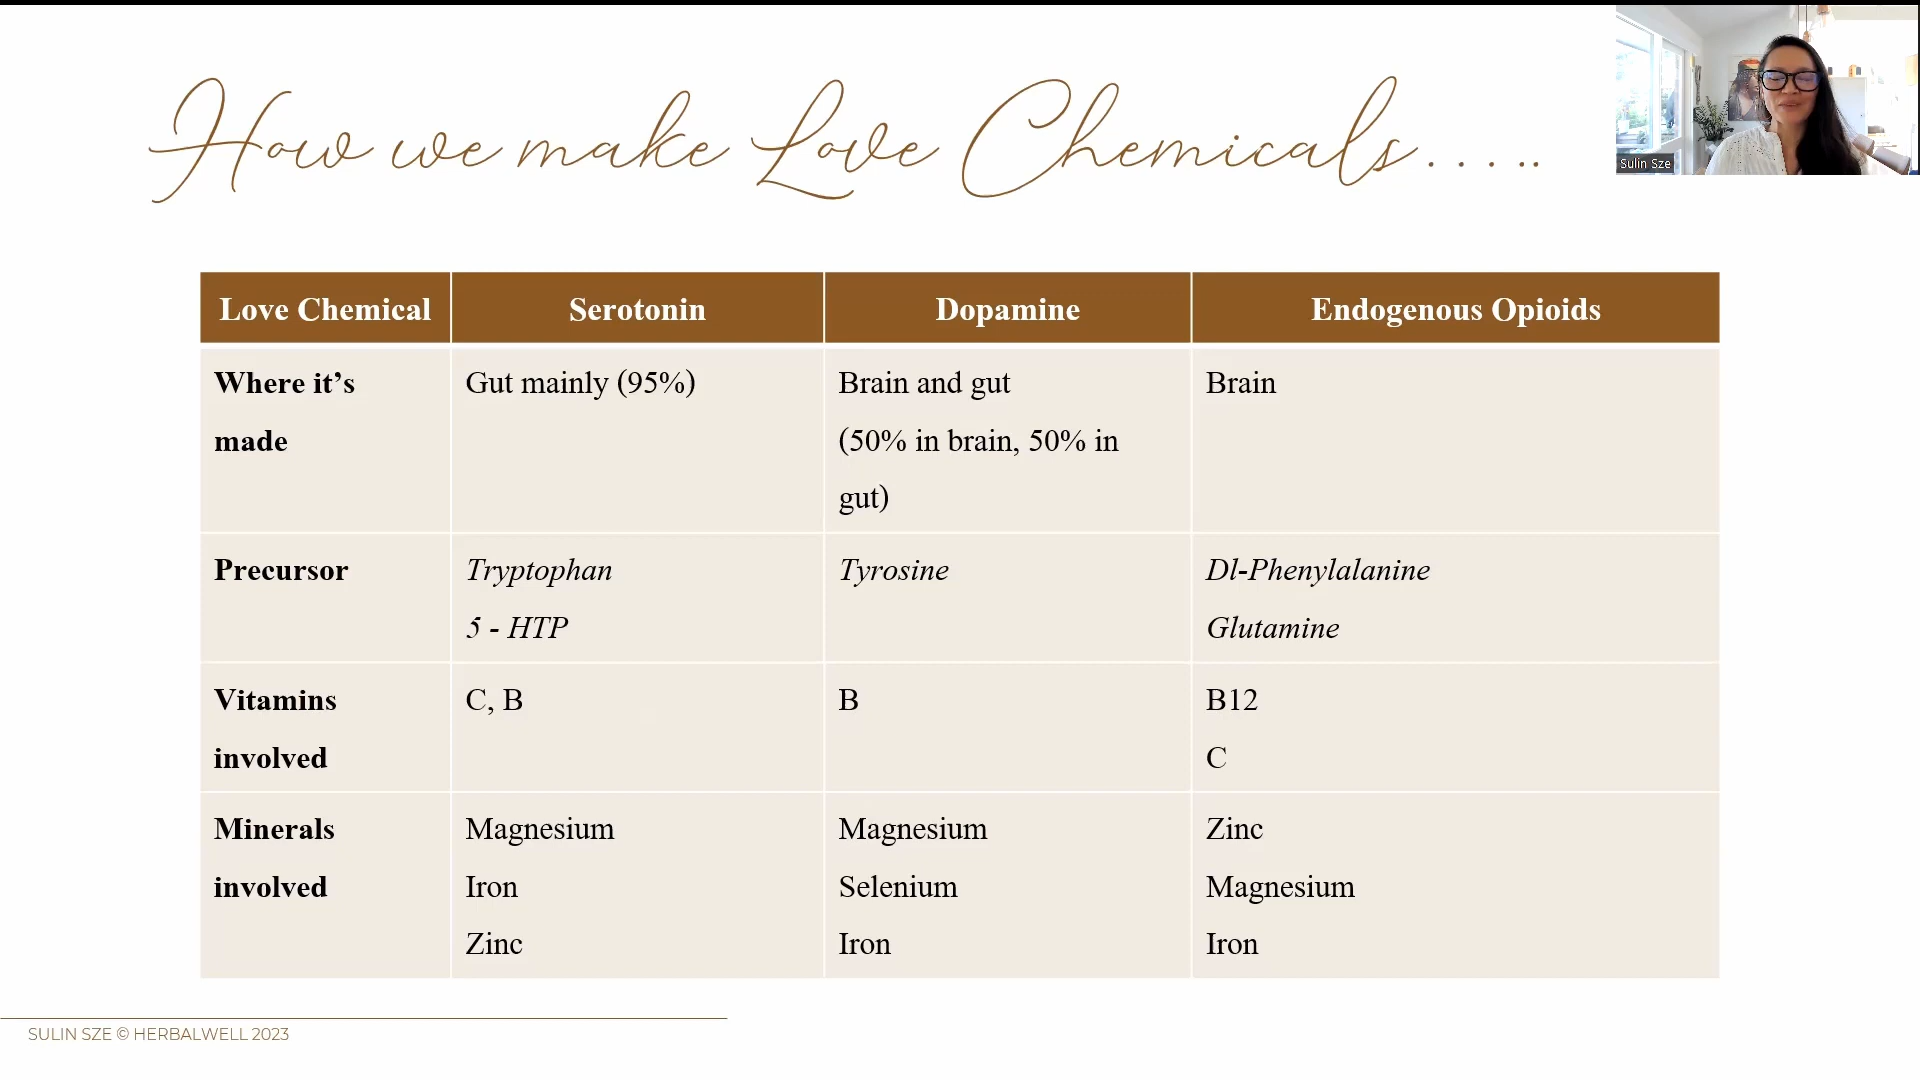 How we make Love Chemicals.....
Sulin Sze
Love Chemical Serotonin Dopamine Endogenous Opioids
Where it's made Gut mainly (95%) Brain and gut (50% in brain, 50% in gut) Brain
Precursor Tryptophan 5 - HTP Tyrosine Dl-Phenylalanine Glutamine
Vitamins involved C, B B B12 C
Minerals involved Magnesium Iron Zinc Magnesium Selenium Iron Zinc Magnesium Iron
SULIN SZE © HERBALWELL 2023